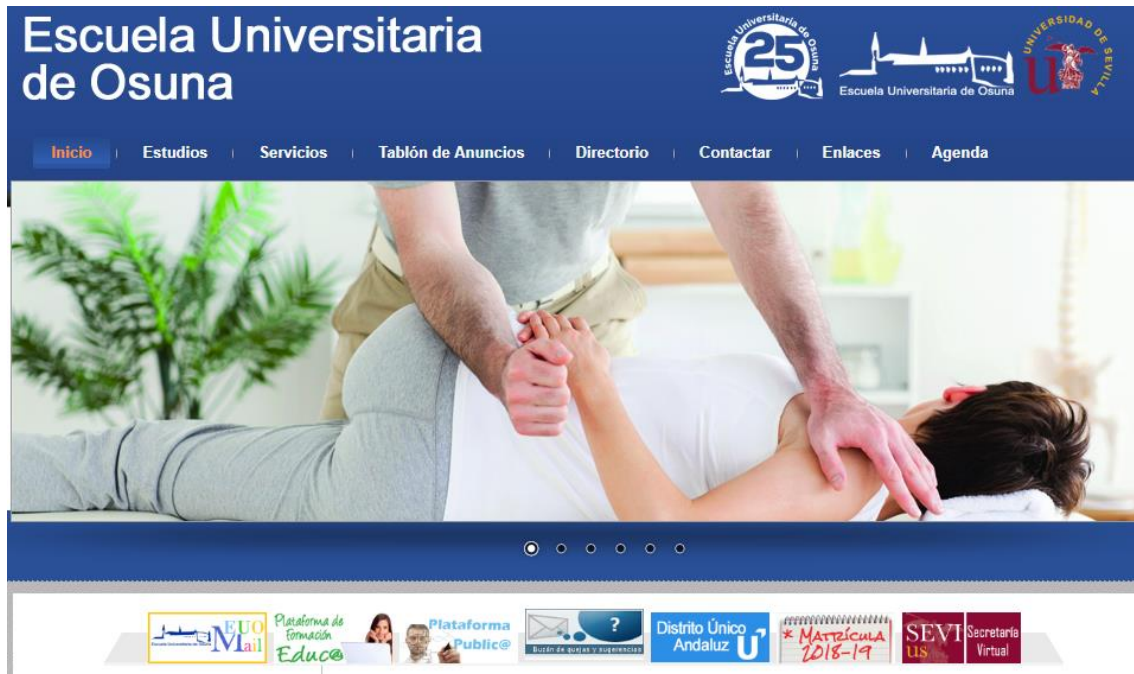 Escuela Universitaria
de Osuna
Escuela Universitaria de Osuna
25
Escuela Universitaria de Osuna
UNIVERSIDAD DE SEVILLA
Inicio
Estudios
Servicios
Tablón de Anuncios
Directorio
Contactar
Enlaces
Agenda
EUO
Mail
Plataforma de
Formación
Educ@
Plataforma
Public@
?
Buzón de quejas y sugerencias
Distrito Único
Andaluz
* MATRÍCULA
2018-19
SEVI
us
Secretaría
Virtual